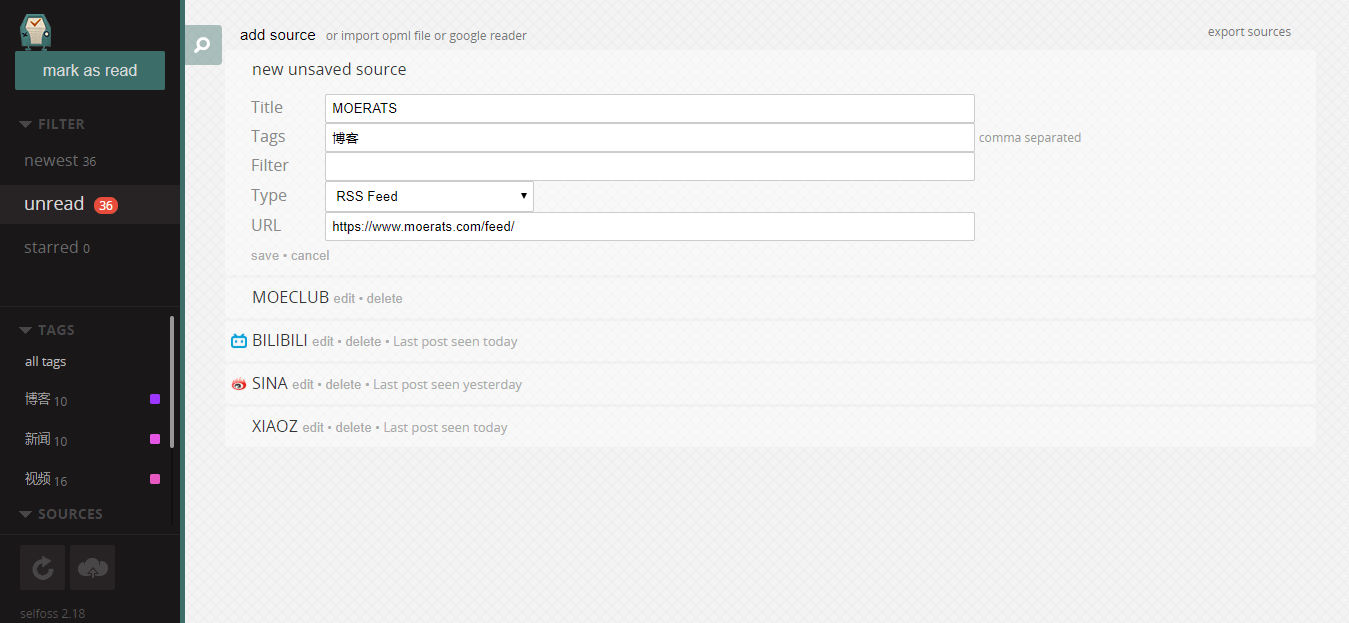 mark as read
FILTER
newest 36
unread 36
starred 0
TAGS
all tags
博客 10
新闻 10
视频 16
SOURCES
selfoss 2.18
add source or import opml file or google reader
export sources
new unsaved source
Title MOERATS
Tags 博客 comma separated
Filter
Type RSS Feed
URL https://www.moerats.com/feed/
save • cancel
MOECLUB edit • delete
BILIBILI edit • delete • Last post seen today
SINA edit • delete • Last post seen yesterday
XIAOZ edit • delete • Last post seen today